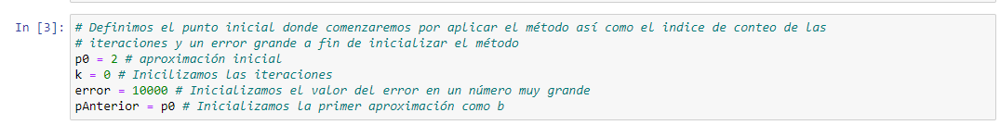 In [3]: # Definimos el punto inicial donde comenzaremos por aplicar el método así como el indice de conteo de las
# iteraciones y un error grande a fin de inicializar el método
p0 = 2 # aproximación inicial
k = 0 # Inicilizamos las iteraciones
error = 10000 # Inicializamos el valor del error en un número muy grande
pAnterior = p0 # Inicializamos la primer aproximación como b